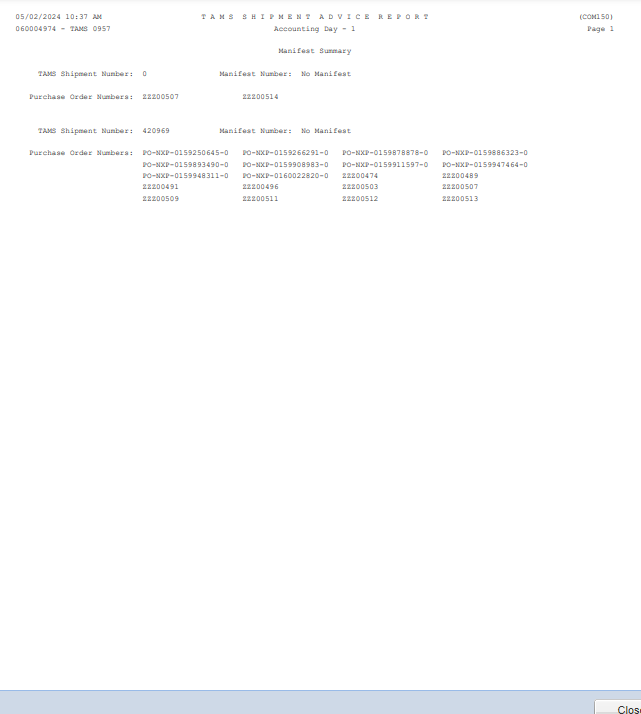 05/02/2024 10:37 AM T A M S S H I P M E N T A D V I C E R E P O R T (COM150)
060004974 - TAMS 0957 Accounting Day - 1 Page 1
Manifest Summary
TAMS Shipment Number: 0 Manifest Number: No Manifest
Purchase Order Numbers: ZZZ00507 ZZZ00514
TAMS Shipment Number: 420969 Manifest Number: No Manifest
Purchase Order Numbers: PO-NXP-0159250645-0 PO-NXP-0159266291-0 PO-NXP-0159878878-0 PO-NXP-0159886323-0
PO-NXP-0159893490-0 PO-NXP-0159908983-0 PO-NXP-0159911597-0 PO-NXP-0159947464-0
PO-NXP-0159948311-0 PO-NXP-0160022820-0 ZZZ00474 ZZZ00489
ZZZ00491 ZZZ00496 ZZZ00503 ZZZ00507
ZZZ00509 ZZZ00511 ZZZ00512 ZZZ00513
Close